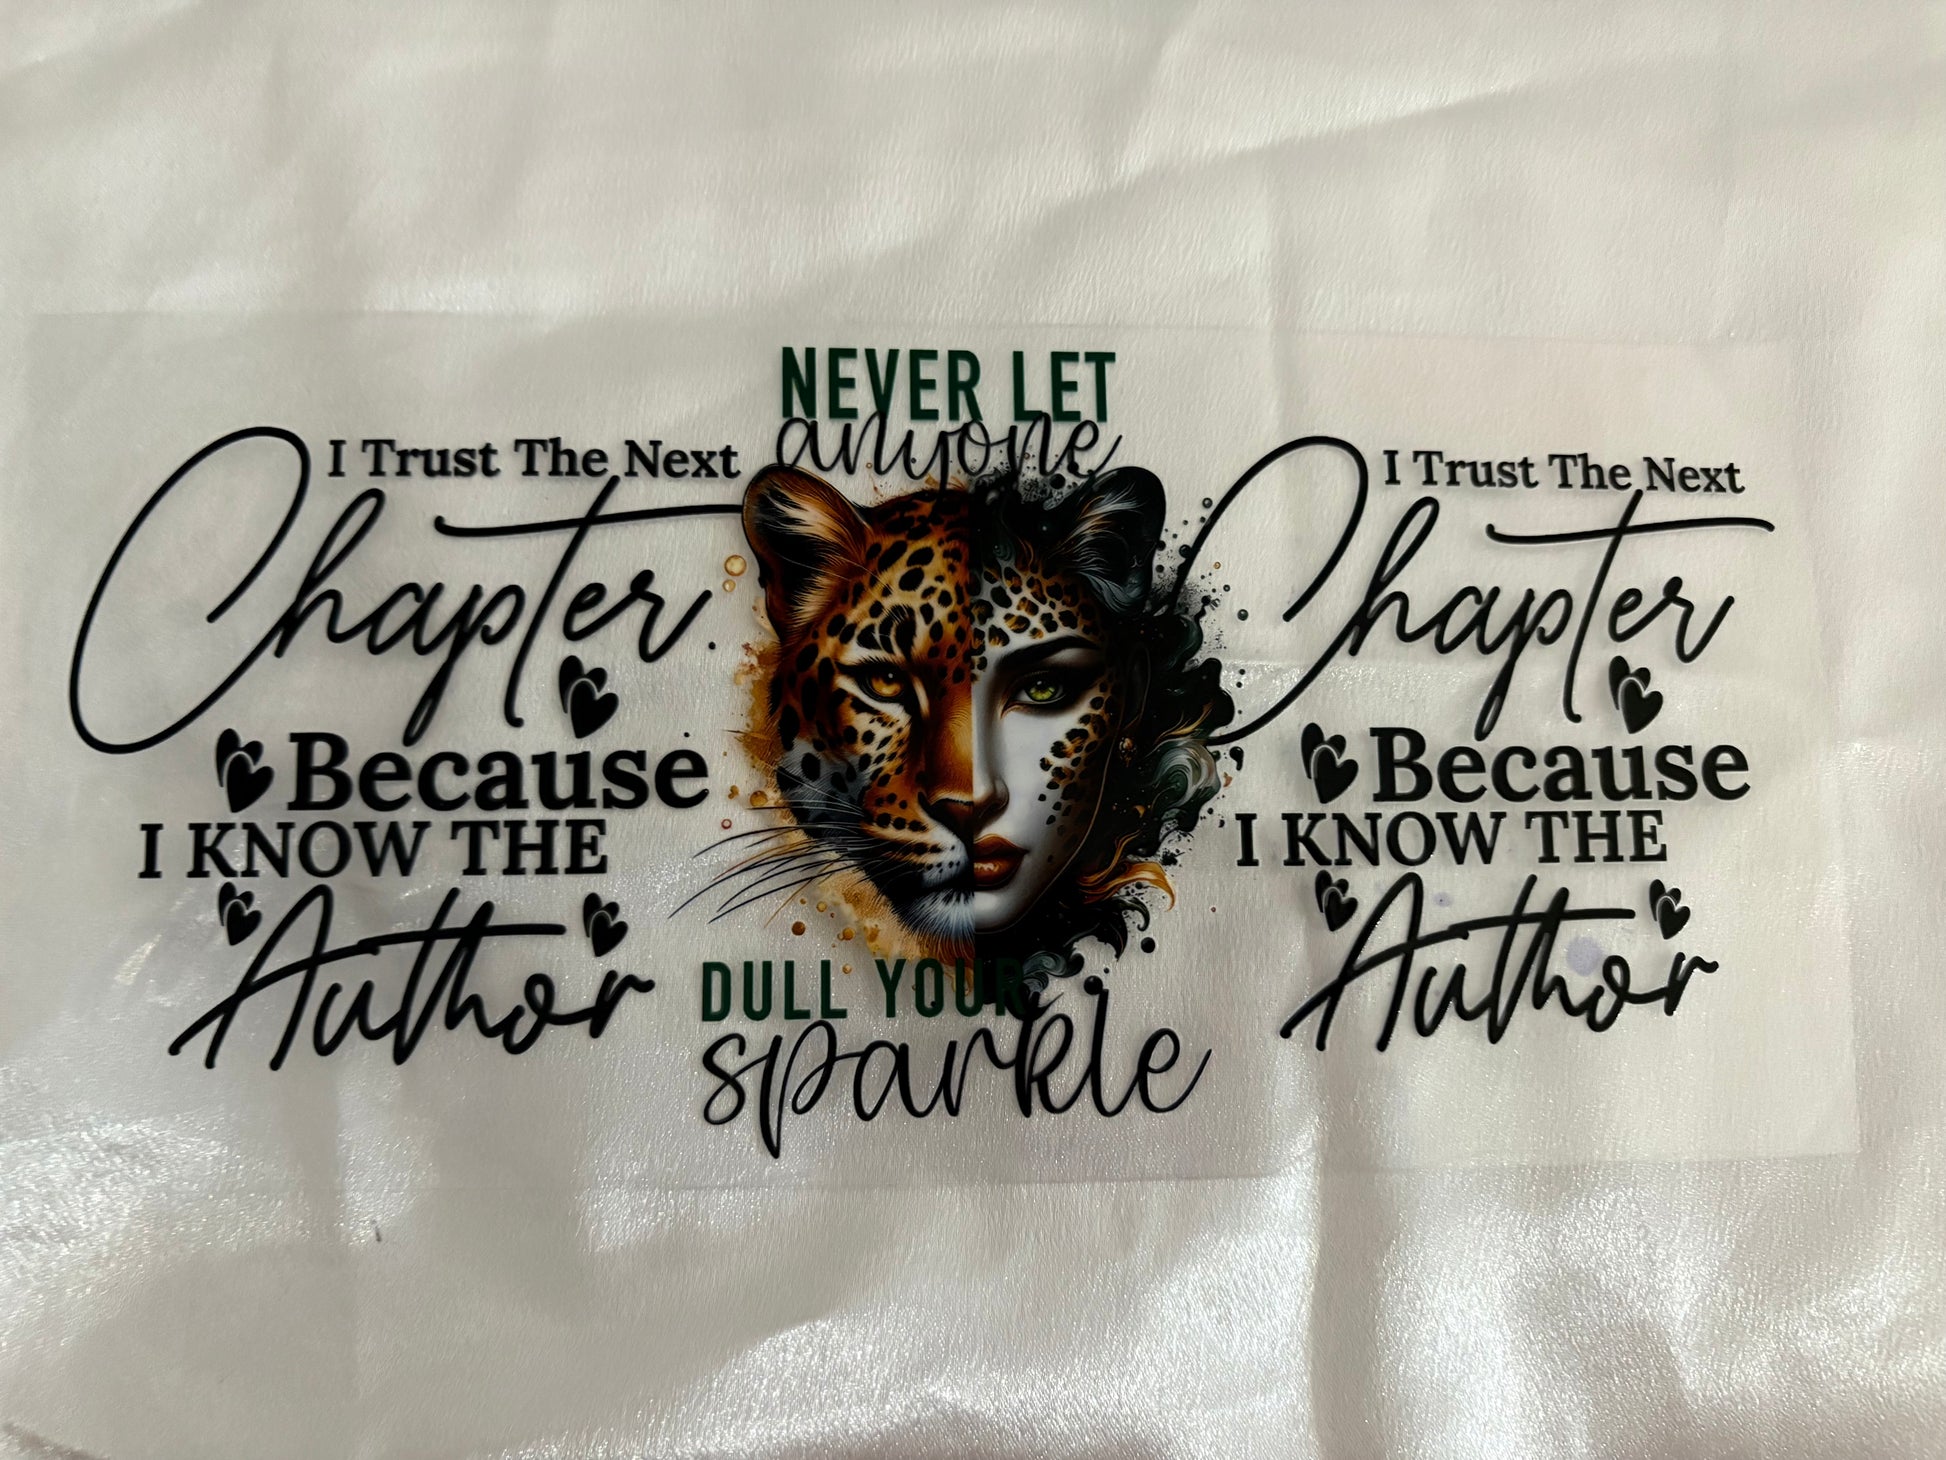 I Trust The Next
Chapter
Because
I KNOW THE
Author
NEVER LET
anyone
DULL YOUR
sparkle
I Trust The Next
Chapter
Because
I KNOW THE
Author